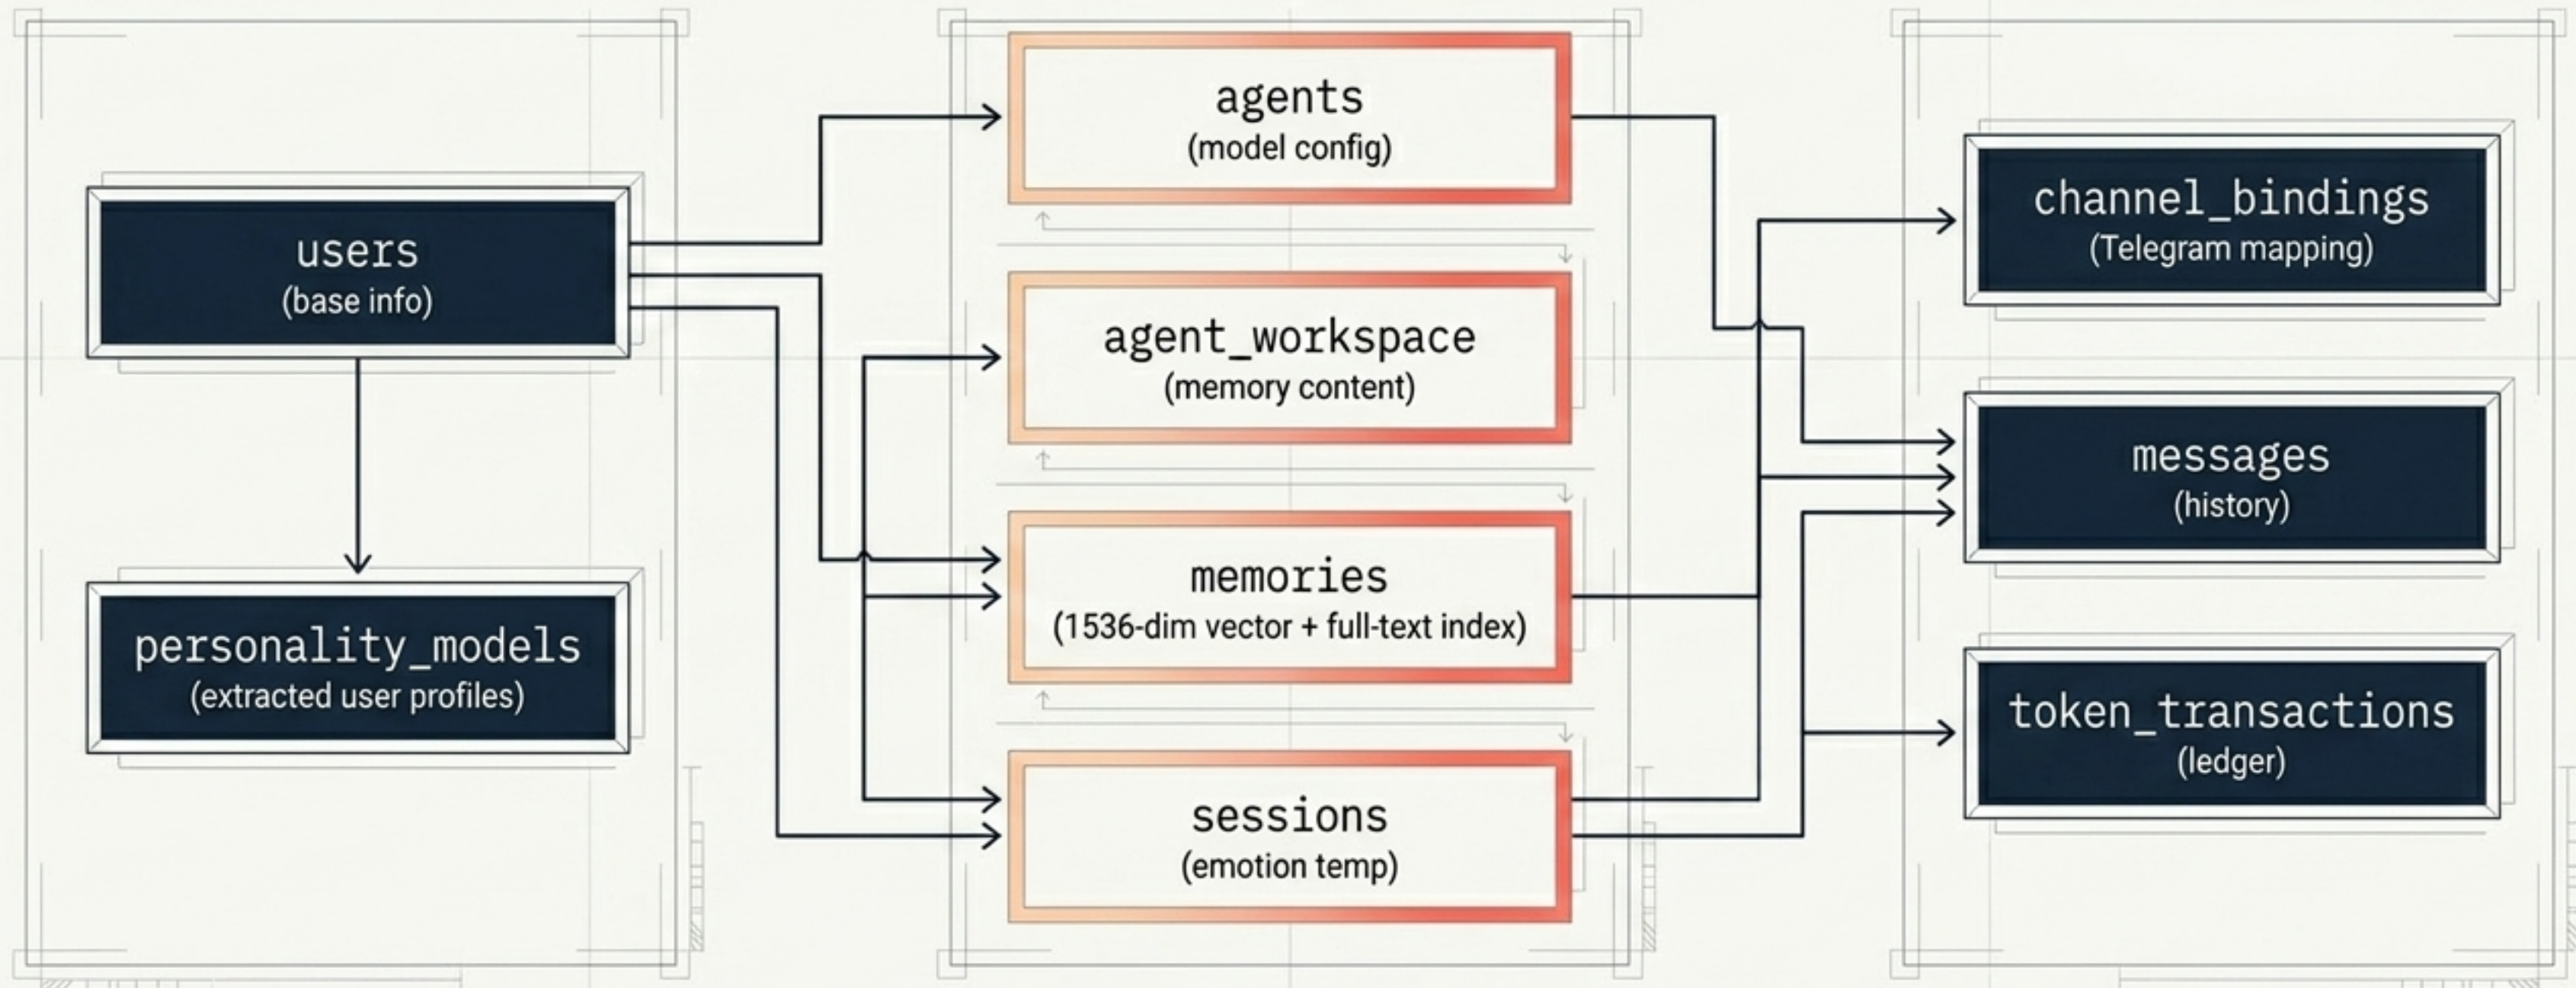 users
(base info)
personality_models
(extracted user profiles)
agents
(model config)
agent_workspace
(memory content)
memories
(1536-dim vector + full-text index)
sessions
(emotion temp)
channel_bindings
(Telegram mapping)
messages
(history)
token_transactions
(ledger)